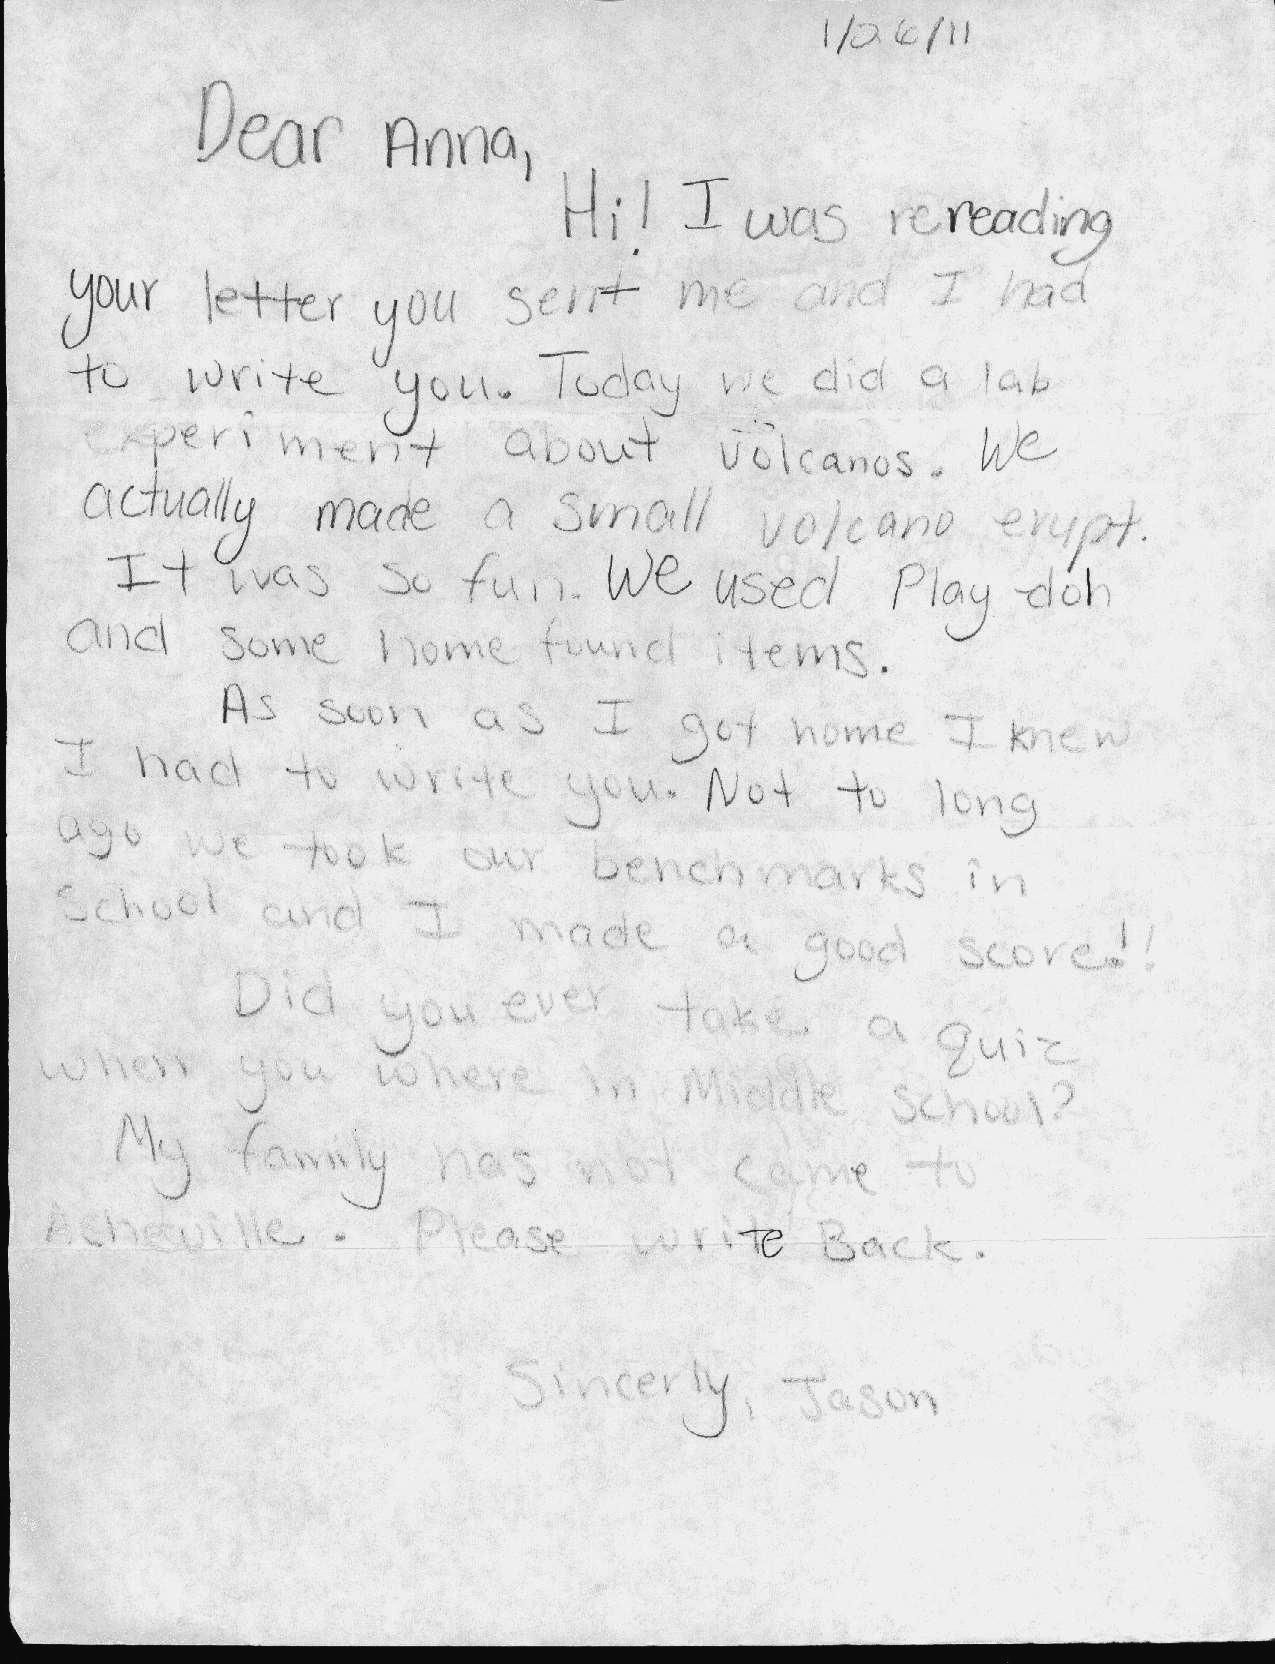 1/26/11
Dear Anna,
Hi! I was rereading
your letter you sent me and I had
to write you. Today we did a lab
experiment about volcanos. We
actually made a small volcano erupt.
It was so fun. We used Play-doh
and some home found items.
As soon as I got home I knew
I had to write you. Not to long
ago we took our benchmarks in
School and I made a good score!!
Did you ever take a quiz
when you where in Middle School?
My family has not came to
Asheville. Please write Back.
Sincerly, Jason